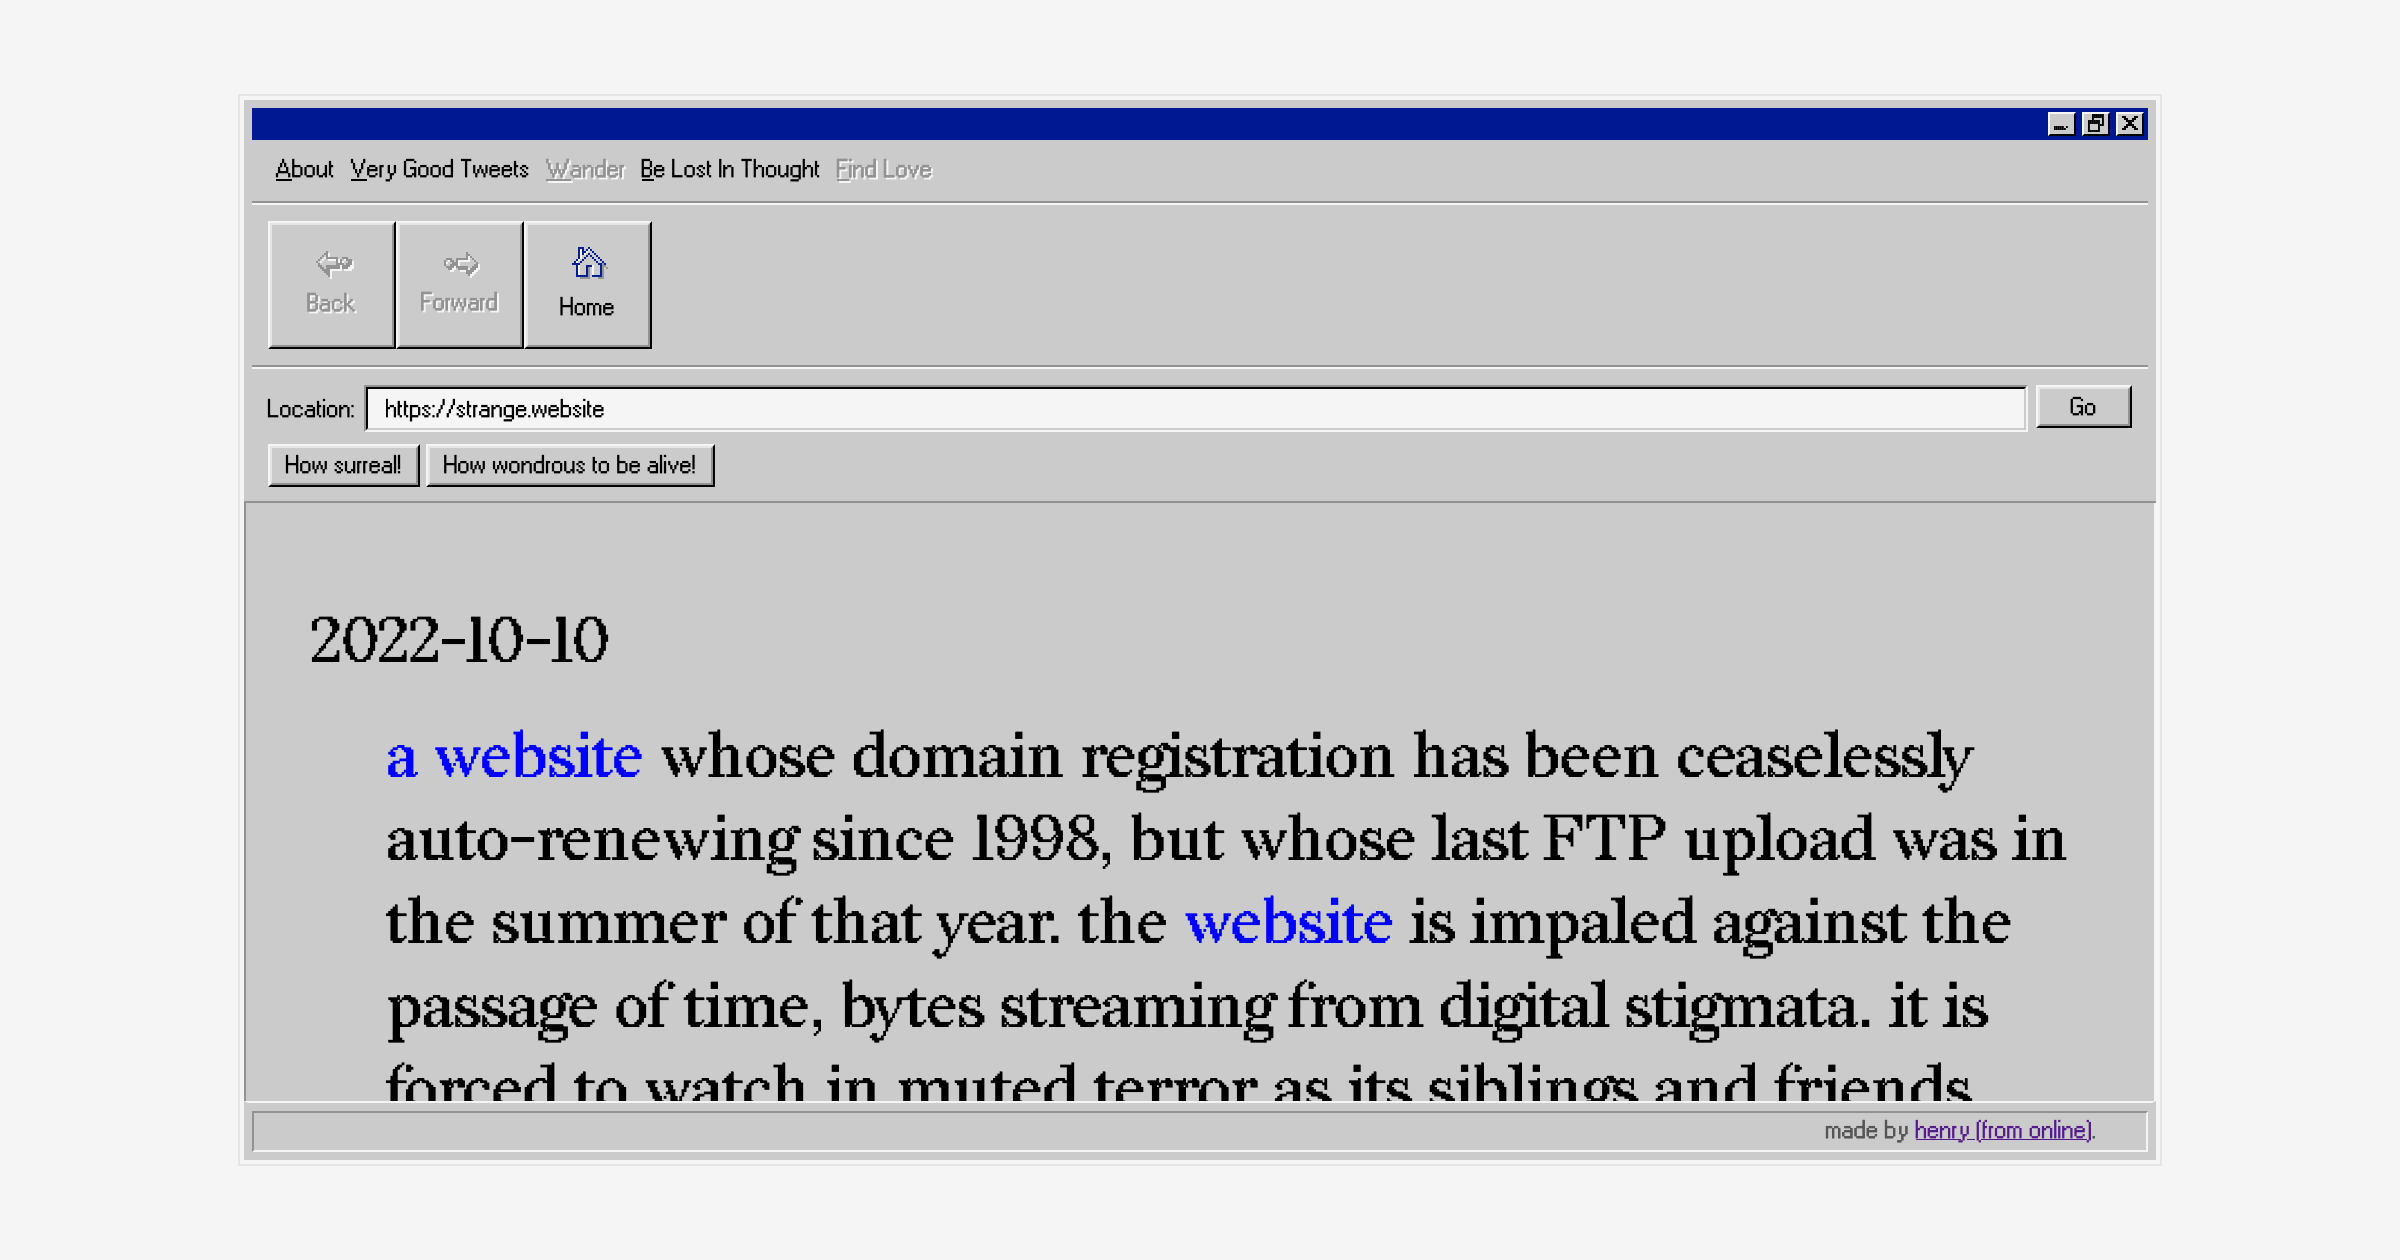 About Very Good Tweets Wander Be Lost In Thought Find Love
Back Forward Home
Location: https://strange.website Go
How surreal! How wondrous to be alive!
2022-10-10
a website whose domain registration has been ceaselessly
auto-renewing since 1998, but whose last FTP upload was in
the summer of that year. the website is impaled against the
passage of time, bytes streaming from digital stigmata. it is
forced to watch in muted terror as its siblings and friends
made by henry (from online).